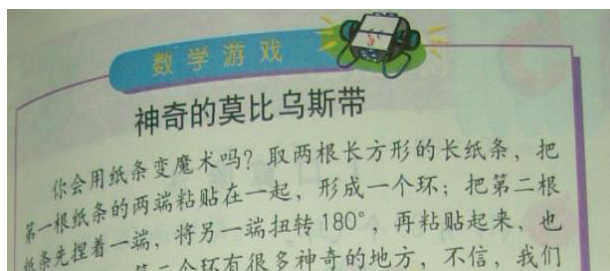 数学游戏
神奇的莫比乌斯带
你会用纸条变魔术吗？取两根长方形的长纸条，把
第一根纸条的两端粘贴在一起，形成一个环；把第二根
纸条先捏着一端，将另一端扭转180°，再粘贴起来，也
第二个环有很多神奇的地方，不信，我们